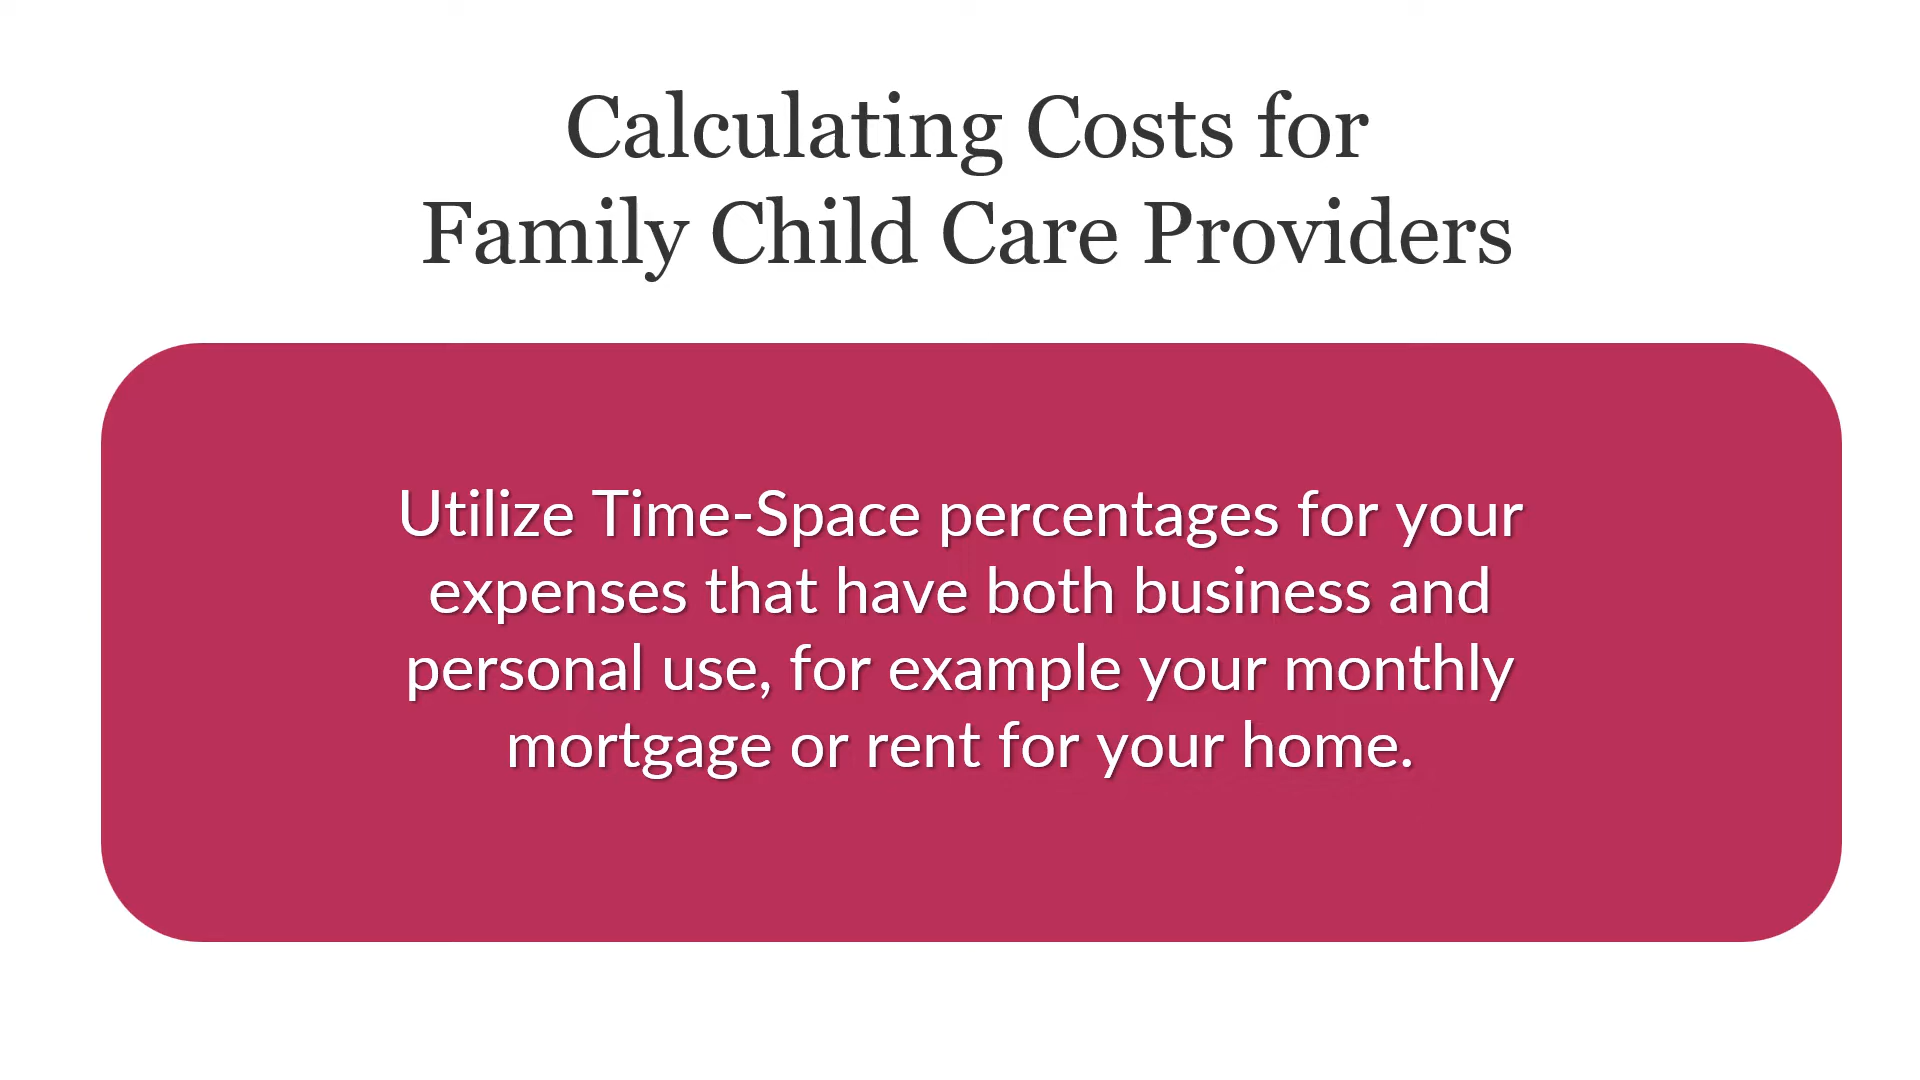 Calculating Costs for
Family Child Care Providers
Utilize Time-Space percentages for your
expenses that have both business and
personal use, for example your monthly
mortgage or rent for your home.